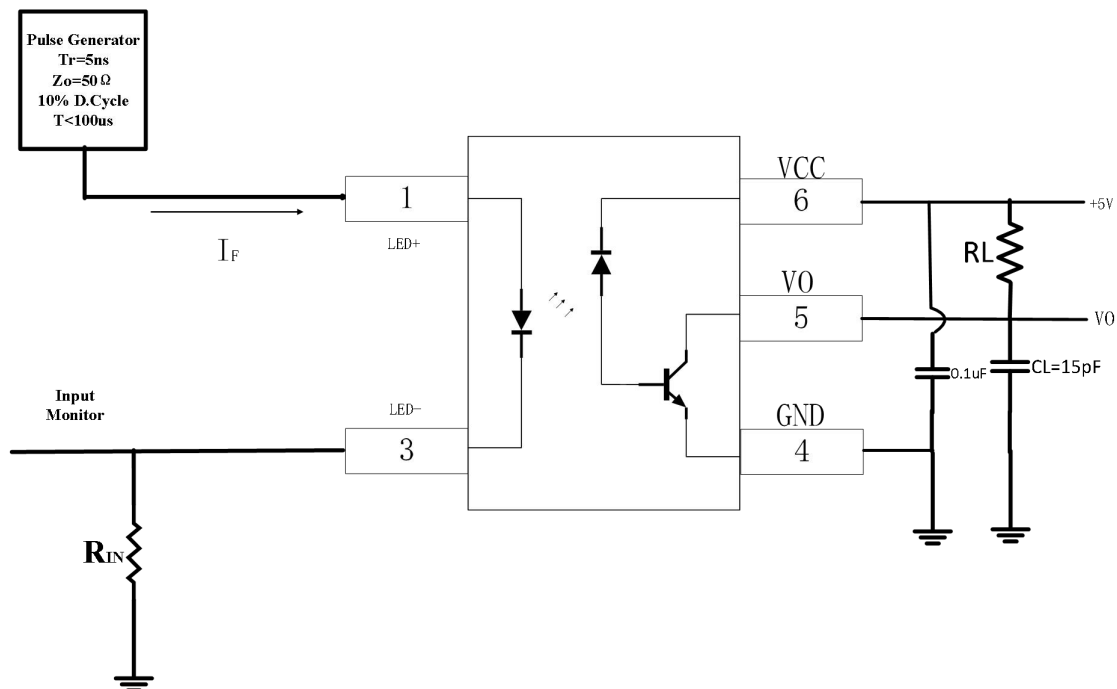 Pulse Generator
Tr=5ns
Zo=50Ω
10% D.Cycle
T<100us
IF
1
LED+
Input
Monitor
LED-
3
RIN
VCC
6
+5V
RL
VO
5
VO
0.1uF
CL=15pF
GND
4